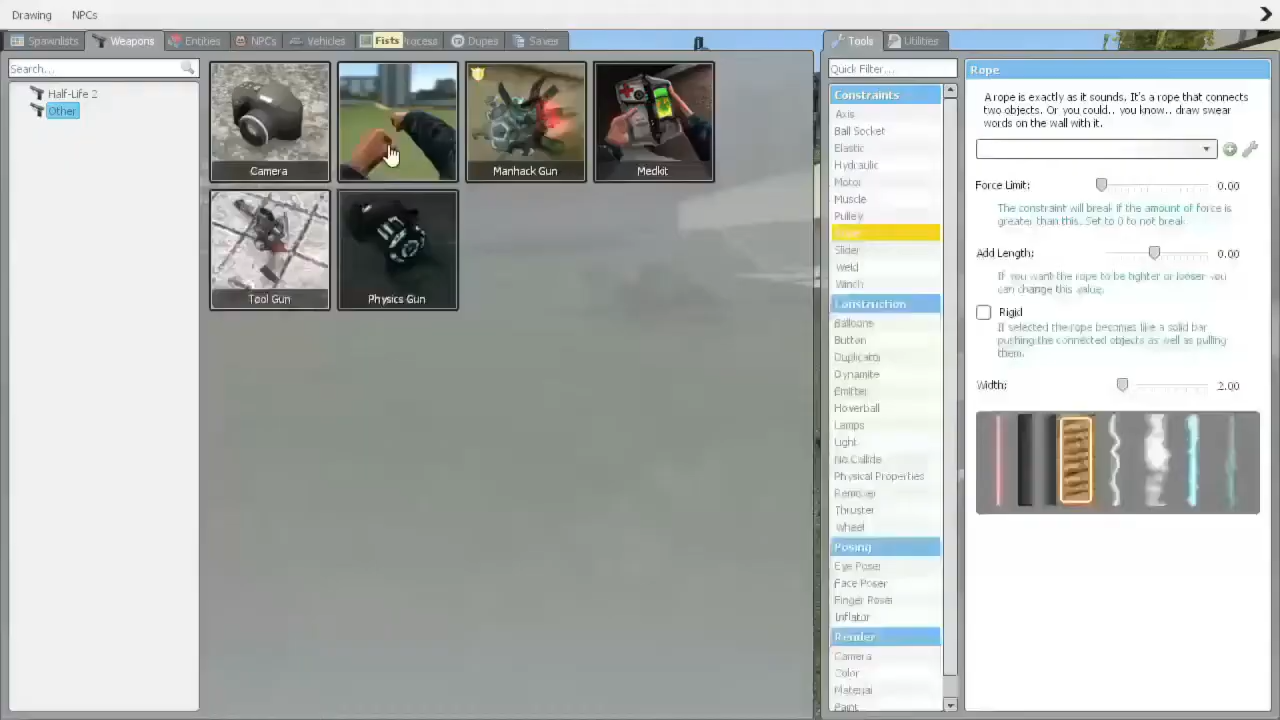 Drawing NPCs
Spawnlists Weapons Entities NPCs Vehicles Fists rocess Dupes Saves
Search...
Half-Life 2
Other
Camera
Manhack Gun
Medkit
Tool Gun
Physics Gun
Tools Utilities
Quick Filter...
Constraints
Axis
Ball Socket
Elastic
Hydraulic
Motor
Muscle
Pulley
Slider
Weld
Winch
Construction
Balloons
Button
Duplicator
Dynamite
Emitter
Hoverball
Lamps
Light
No Collide
Physical Properties
Remover
Thruster
Wheel
Posing
Eye Poser
Face Poser
Finger Poser
Inflator
Render
Camera
Color
Material
Paint
Rope
A rope is exactly as it sounds. It's a rope that connects
two objects. Or you could.. you know.. draw swear
words on the wall with it.
Force Limit: 0.00
The constraint will break if the amount of force is
greater than this. Set to 0 to not break
Add Length: 0.00
If you want the rope to be tighter or looser you
can change this value.
Rigid
If selected the rope becomes like a solid bar
pushing the connected objects as well as pulling
them.
Width: 2.00